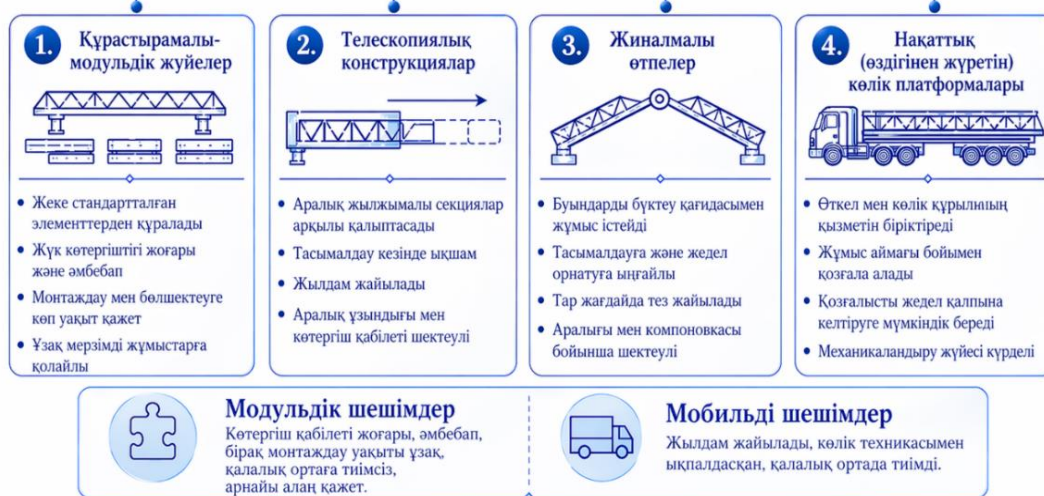 1. Құрастырамалы-
модульдік жүйелер
• Жеке стандартталған
элементтерден құралады
• Жүк көтергіштігі жоғары
және әмбебап
• Монтаждау мен бөлшектеуге
көп уақыт қажет
• Ұзақ мерзімді жұмыстарға
қолайлы
2. Телескопиялық
конструкциялар
• Аралық жылжымалы секциялар
арқылы қалыптасады
• Тасымалдау кезінде ықшам
• Жылдам жайылады
• Аралық ұзындығы мен
көтергіш қабілеті шектеулі
3. Жиналмалы
өтпелер
• Буындарды бүктеу қағидасымен
жұмыс істейді
• Тасымалдауға және жедел
орнатуға ыңғайлы
• Тар жағдайда тез жайылады
• Аралығы мен компоновкасы
бойынша шектеулі
4. Нақаттық
(өздігінен жүретін)
көлік платформалары
• Өткел мен көлік
қызметін біріктіреді
• Жұмыс аймағы бойымен
қозғала алады
• Қозғалысты жедел қалпына
келтіруге мүмкіндік береді
• Механикаландыру жүйесі күрделі
Модульдік шешімдер
Көтергіш қабілеті жоғары, әмбебап,
бірақ монтаждау уақыты ұзақ,
қалалық ортаға тиімсіз,
арнайы алаң қажет.
Мобильді шешімдер
Жылдам жайылады, көлік техникасымен
ықпалдасқан, қалалық ортада тиімді.